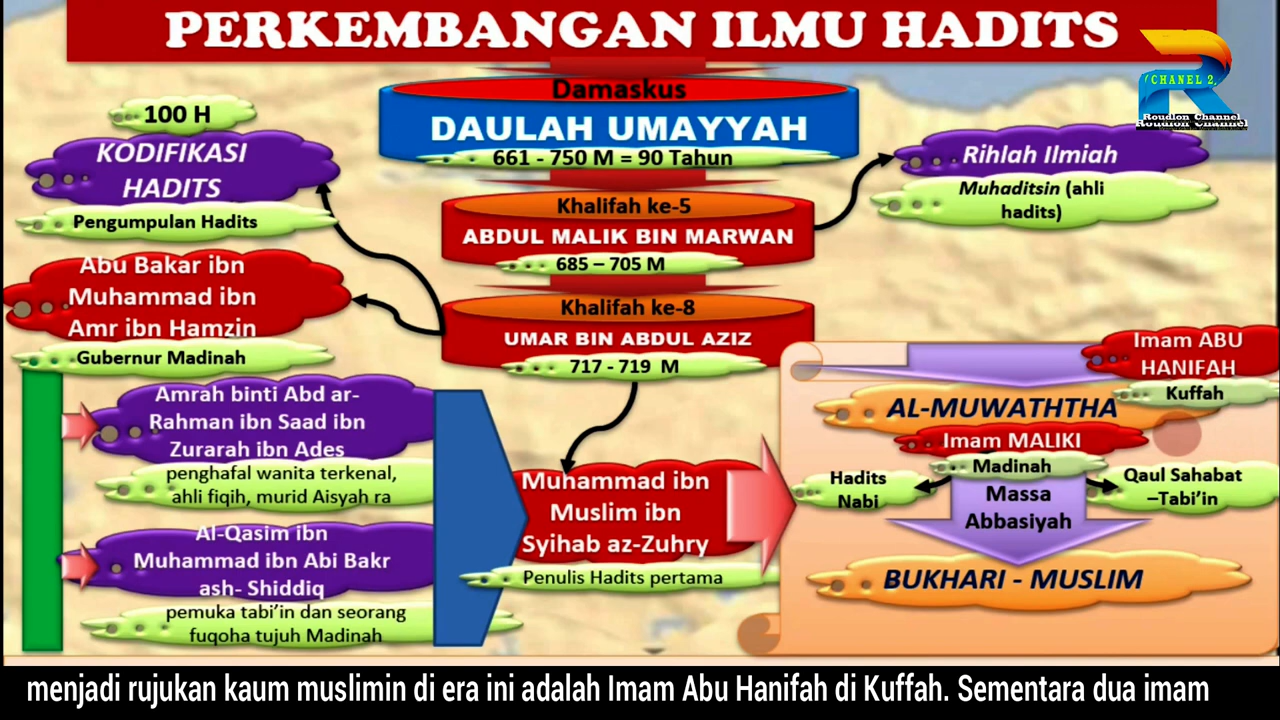 PERKEMBANGAN ILMU HADITS
CHANEL 2,
Roudlon Channel
Roudlon Channel
Damaskus
DAULAH UMAYYAH
661 - 750 M = 90 Tahun
Khalifah ke-5
ABDUL MALIK BIN MARWAN
685 – 705 M
Khalifah ke-8
UMAR BIN ABDUL AZIZ
717 - 719 M
100 H
KODIFIKASI
HADITS
Pengumpulan Hadits
Abu Bakar ibn
Muhammad ibn
Amr ibn Hamzin
Gubernur Madinah
Amrah binti Abd ar-
Rahman ibn Saad ibn
Zurarah ibn Ades
penghafal wanita terkenal,
ahli fiqih, murid Aisyah ra
Al-Qasim ibn
Muhammad ibn Abi Bakr
ash- Shiddiq
pemuka tabi’in dan seorang
fuqoha tujuh Madinah
Muhammad ibn
Muslim ibn
Syihab az-Zuhry
Penulis Hadits pertama
Rihlah Ilmiah
Muhaditsin (ahli
hadits)
Imam ABU
HANIFAH
Kuffah
AL-MUWATHTHA
Imam MALIKI
Madinah
Hadits
Nabi
Qaul Sahabat
–Tabi’in
Massa
Abbasiyah
BUKHARI - MUSLIM
menjadi rujukan kaum muslimin di era ini adalah Imam Abu Hanifah di Kuffah. Sementara dua imam